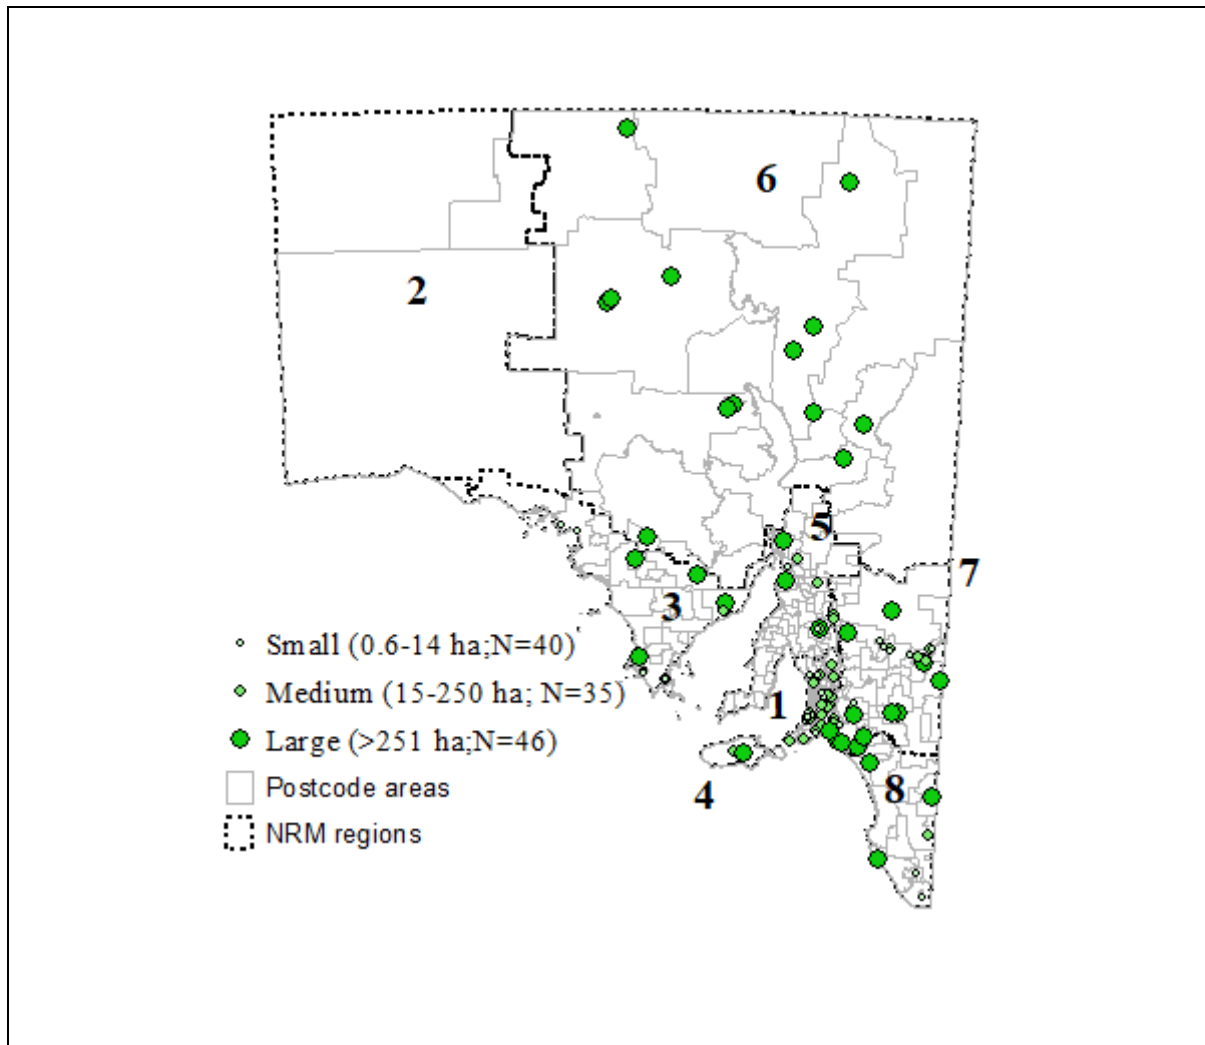 6
2
5
7
3
Small (0.6-14 ha;N=40)
Medium (15-250 ha; N=35)
1
Large (>251 ha;N=46)
Postcode areas
4
8
NRM regions